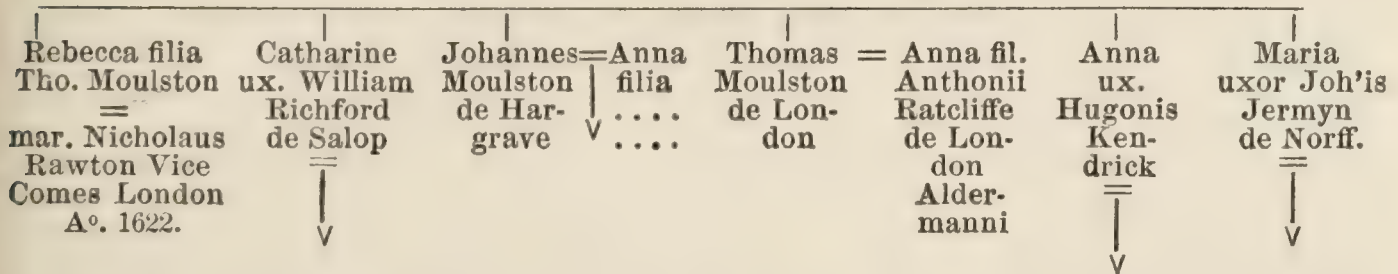 Rebecca filia
Tho. Moulston
=
mar. Nicholaus
Rawton Vice
Comes London
Aº. 1622.
Catharine
ux. William
Richford
de Salop
=
Johannes=Anna
Moulston filia
de Har- ....
grave ....
Thomas = Anna fil.
Moulston Anthonii
de Lon- Ratcliffe
don de Lon-
don
Alder-
manni
Anna
ux.
Hugonis
Ken-
drick
=
Maria
uxor Joh'is
Jermyn
de Norff.
=